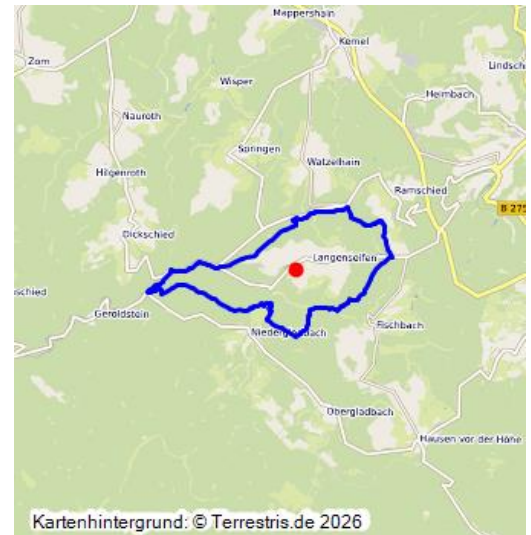 Mappershain
Kemel
Zorn
Lindsch
Wisper
Heimbach
Nauroth
Springen
Watzelhain
Hilgenroth
Ramschied
B 275
Dickschied
Langenseifen
Geroldstein
Niedergladbach
Fischbach
Obergladbach
Hausen vor der Höhe
Kartenhintergrund: © Terrestris.de 2026